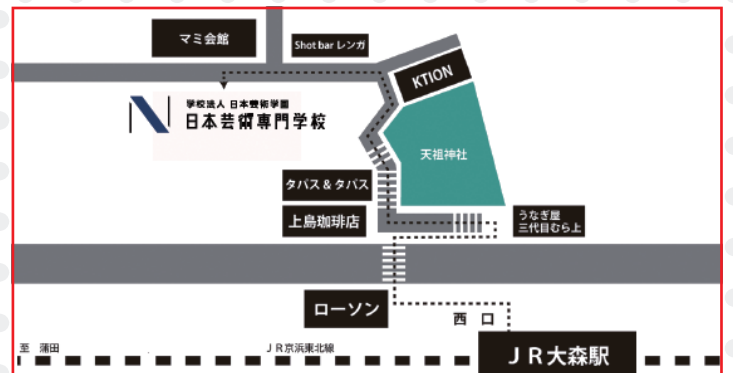 マミ会館
Shot bar レンガ
KTION
学校法人 日本芸術学園
日本芸術専門学校
天祖神社
タパス & タパス
上島珈琲店
うなぎ屋
三代目むら上
ローソン
西 口
至 蒲田
JR京浜東北線
JR大森駅